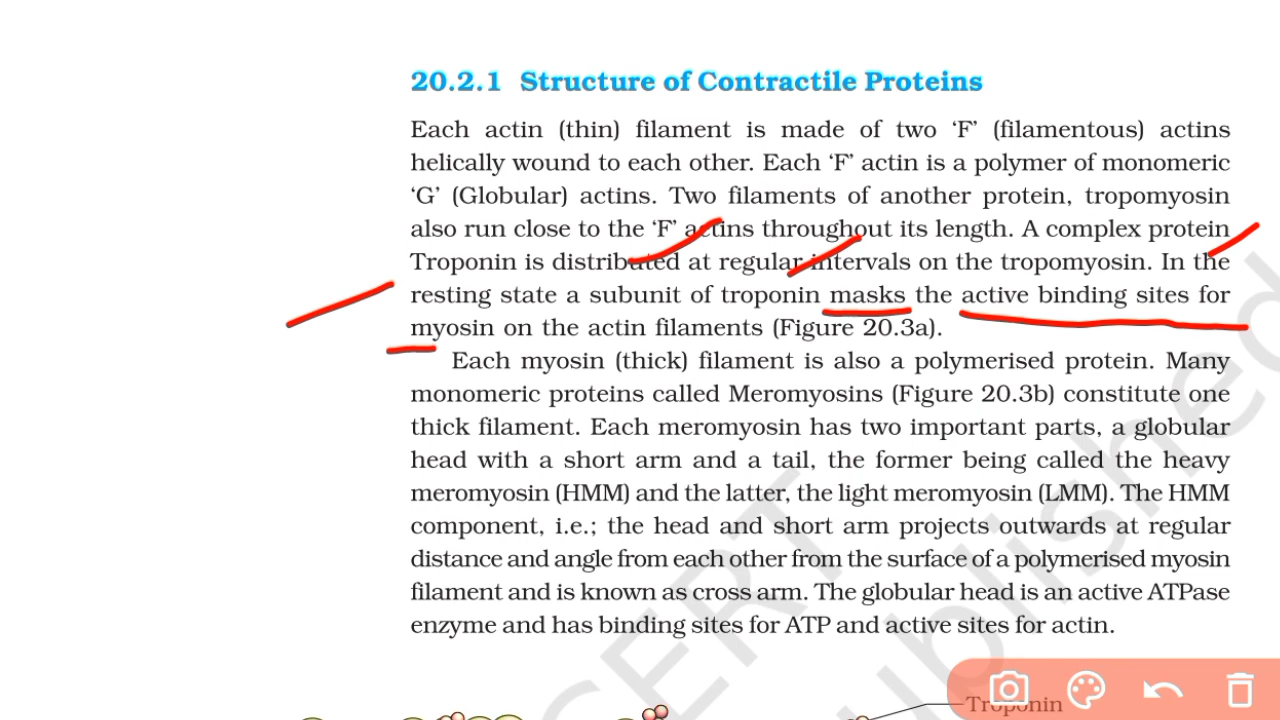 20.2.1 Structure of Contractile Proteins
Each actin (thin) filament is made of two ‘F’ (filamentous) actins
helically wound to each other. Each ‘F’ actin is a polymer of monomeric
‘G’ (Globular) actins. Two filaments of another protein, tropomyosin
also run close to the ‘F’ actins throughout its length. A complex protein
Troponin is distributed at regular intervals on the tropomyosin. In the
resting state a subunit of troponin masks the active binding sites for
myosin on the actin filaments (Figure 20.3a).
Each myosin (thick) filament is also a polymerised protein. Many
monomeric proteins called Meromyosins (Figure 20.3b) constitute one
thick filament. Each meromyosin has two important parts, a globular
head with a short arm and a tail, the former being called the heavy
meromyosin (HMM) and the latter, the light meromyosin (LMM). The HMM
component, i.e.; the head and short arm projects outwards at regular
distance and angle from each other from the surface of a polymerised myosin
filament and is known as cross arm. The globular head is an active ATPase
enzyme and has binding sites for ATP and active sites for actin.
Troponin